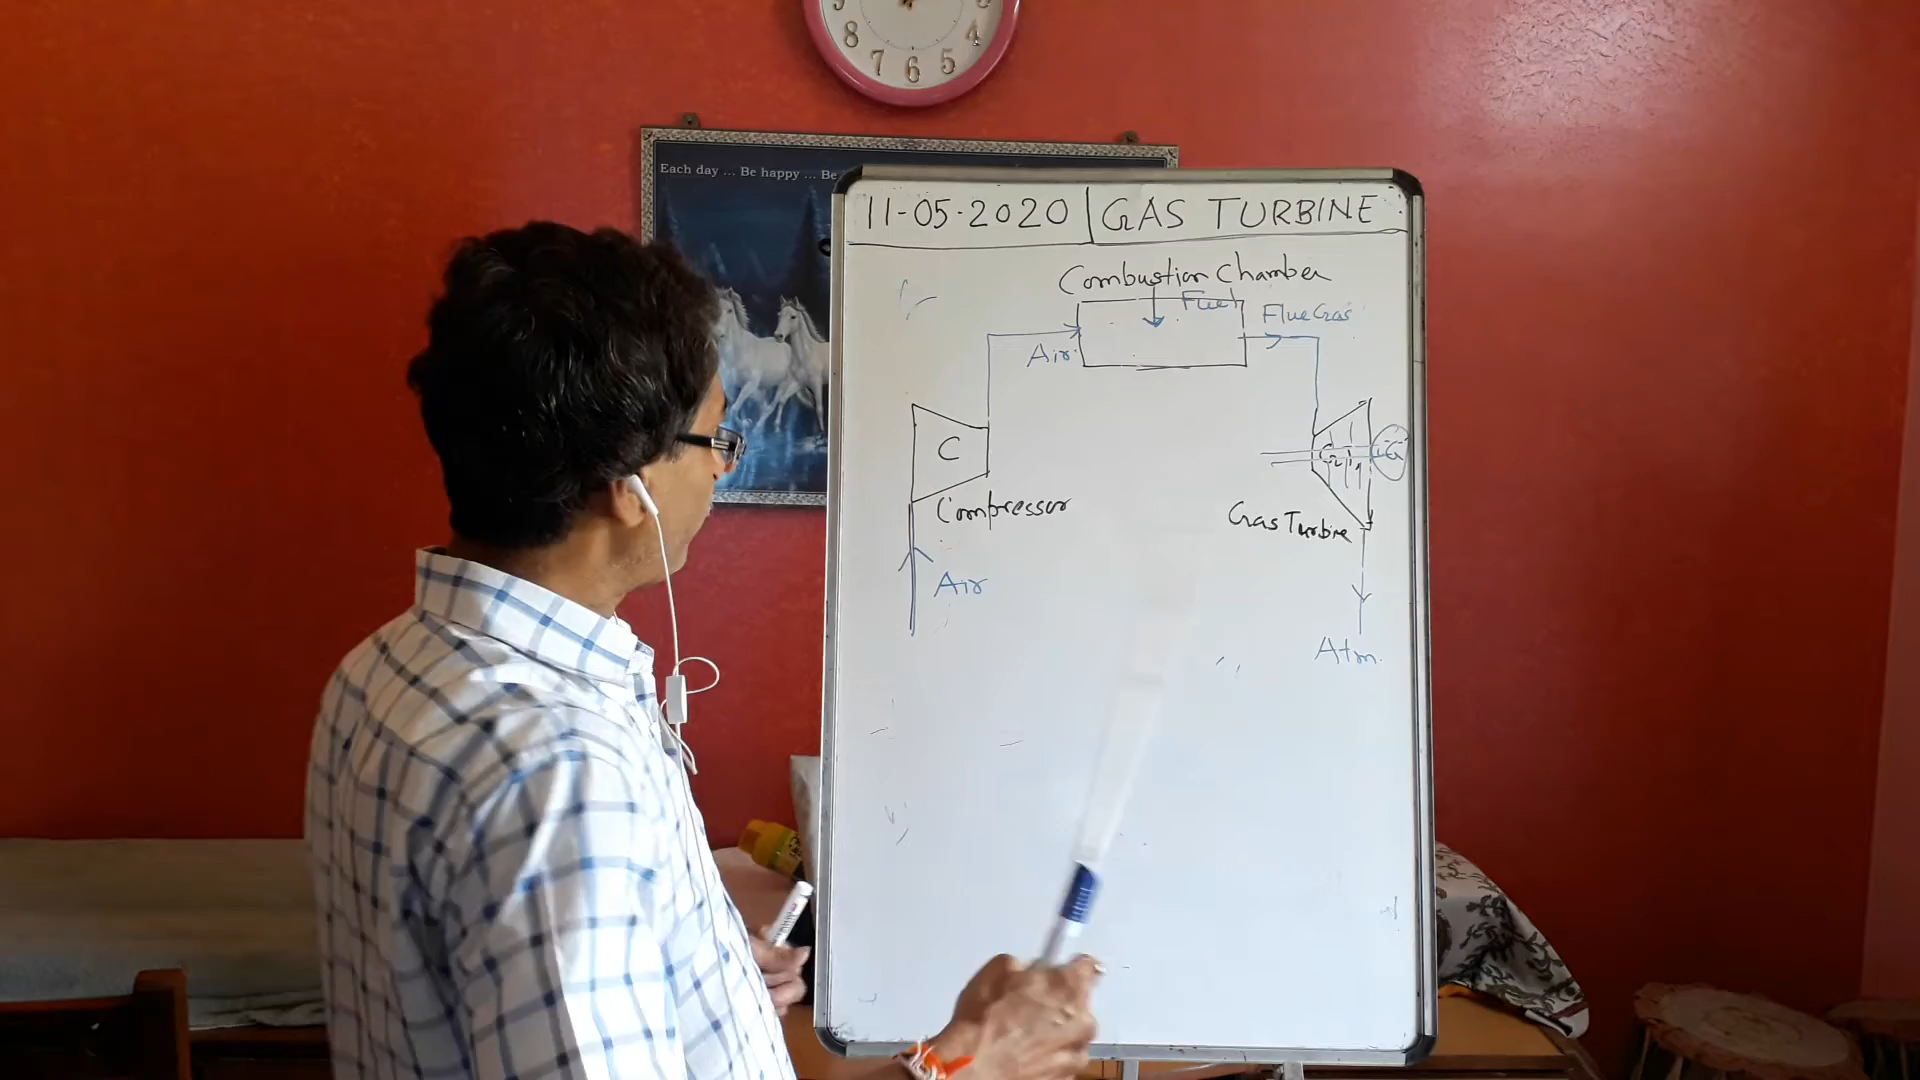 8 7 6 5 4
Each day ... Be happy ... Be
11-05-2020 | GAS TURBINE
Combustion Chamber
Fuel
Flue Gas
Air
C
G
Compressor
Gas Turbine
Air
Atm.